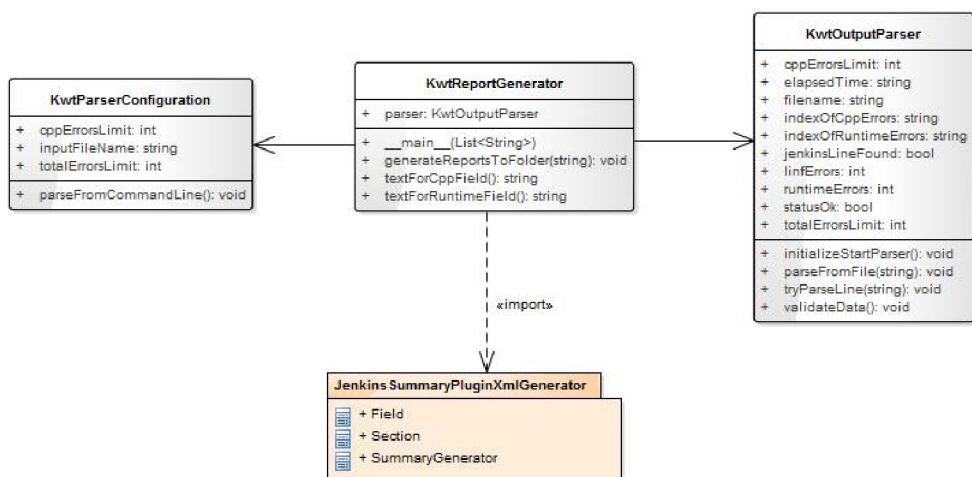 KwtParserConfiguration
+ cppErrorsLimit: int
+ inputFileName: string
+ totalErrorsLimit: int
+ parseFromCommandLine(): void
KwtReportGenerator
+ parser: KwtOutputParser
+ __main__(List<String>)
+ generateReportsToFolder(string): void
+ textForCppField(): string
+ textForRuntimeField(): string
KwtOutputParser
+ cppErrorsLimit: int
+ elapsedTime: string
+ filename: string
+ indexOfCppErrors: string
+ indexOfRuntimeErrors: string
+ jenkinsLineFound: bool
+ linfErrors: int
+ runtimeErrors: int
+ statusOk: bool
+ totalErrorsLimit: int
+ initializeStartParser(): void
+ parseFromFile(string): void
+ tryParseLine(string): void
+ validateData(): void
«import»
JenkinsSummaryPluginXmlGenerator
+ Field
+ Section
+ SummaryGenerator